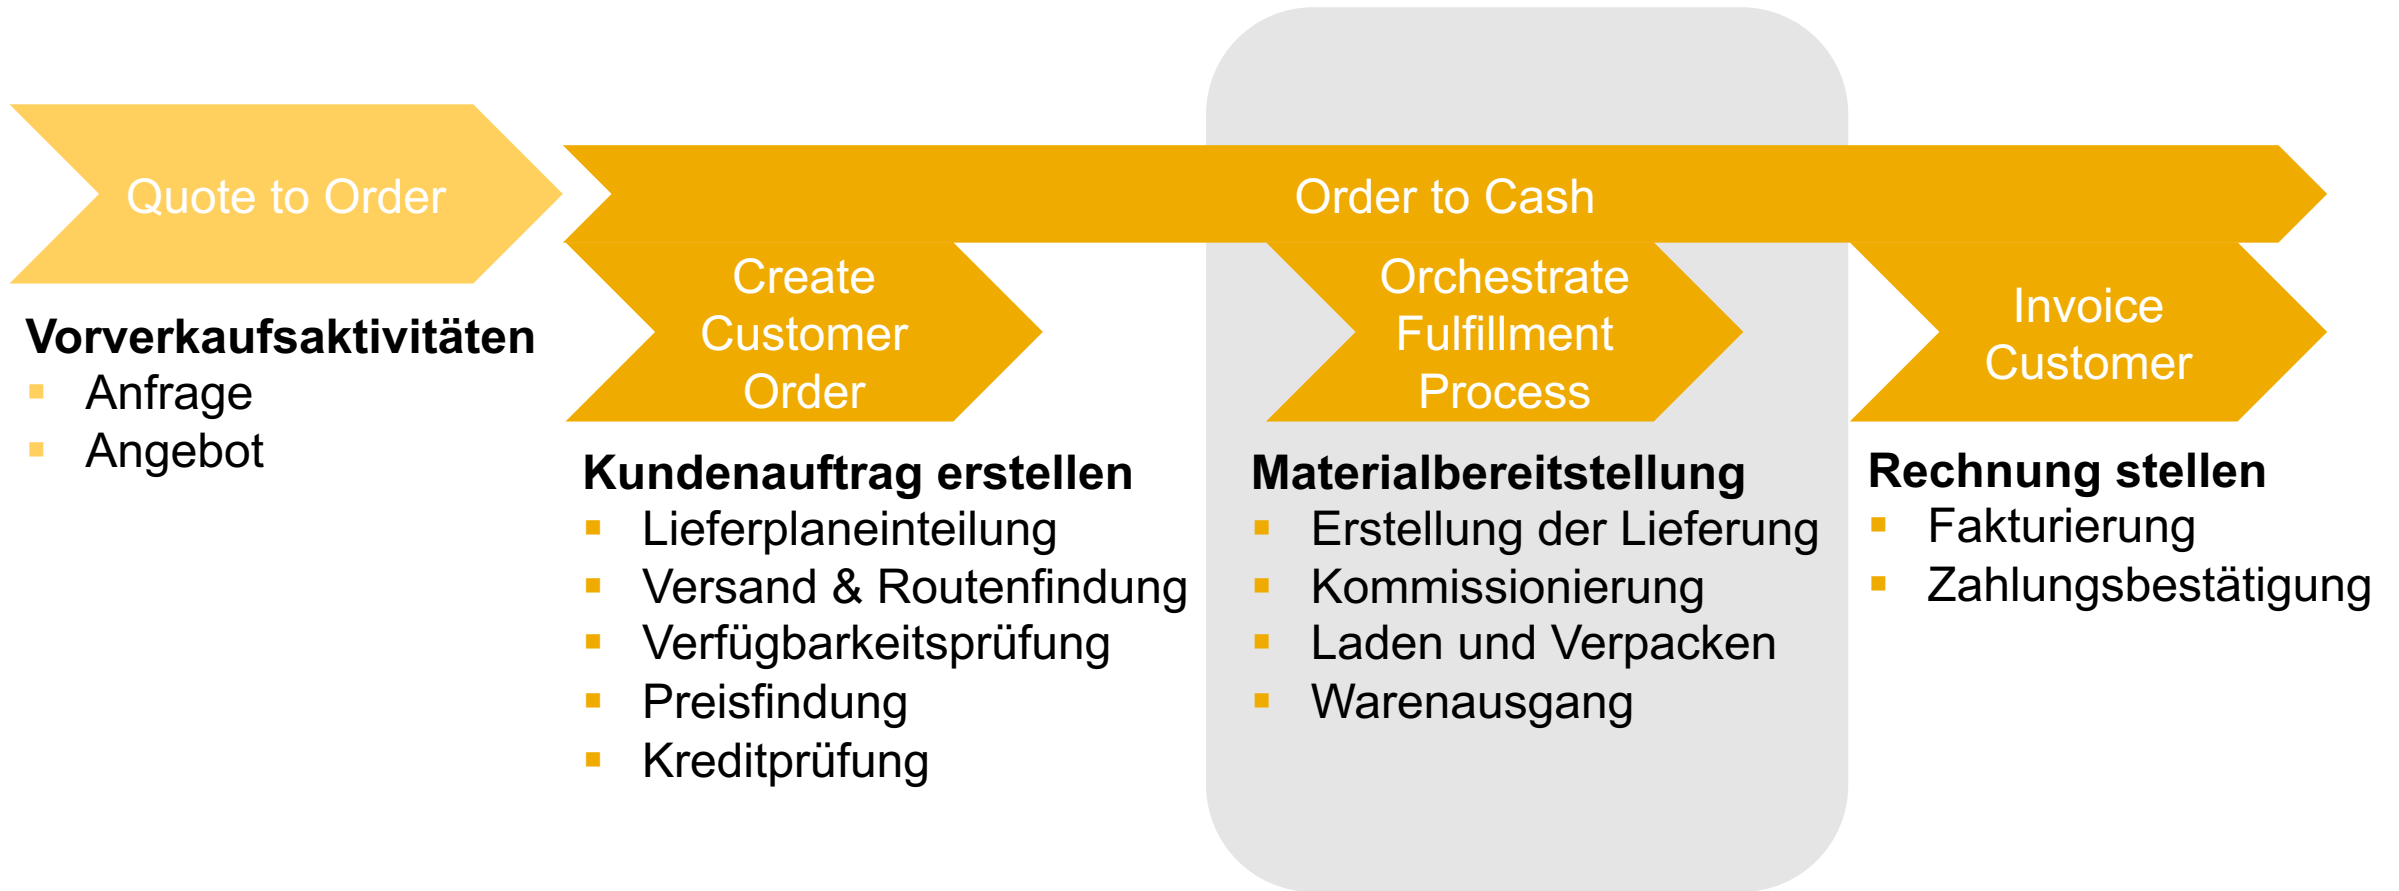 Quote to Order
Order to Cash
Vorverkaufsaktivitäten
Anfrage
Angebot
Create
Customer
Order
Kundenauftrag erstellen
Lieferplaneinteilung
Versand & Routenfindung
Verfügbarkeitsprüfung
Preisfindung
Kreditprüfung
Orchestrate
Fulfillment
Process
Materialbereitstellung
Erstellung der Lieferung
Kommissionierung
Laden und Verpacken
Warenausgang
Invoice
Customer
Rechnung stellen
Fakturierung
Zahlungsbestätigung